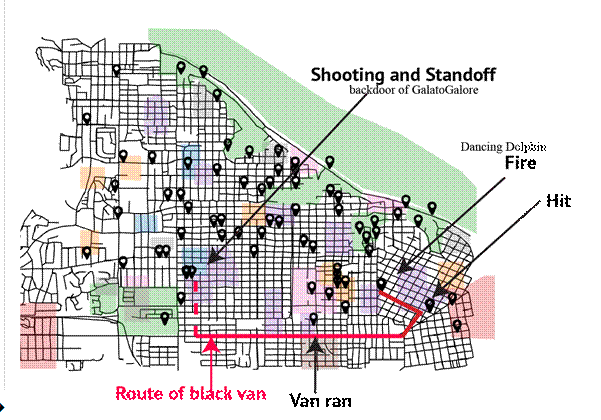 Shooting and Standoff
backdoor of GalatoGalore
Dancing Dolphin
Fire
Hit
Route of black van
Van ran